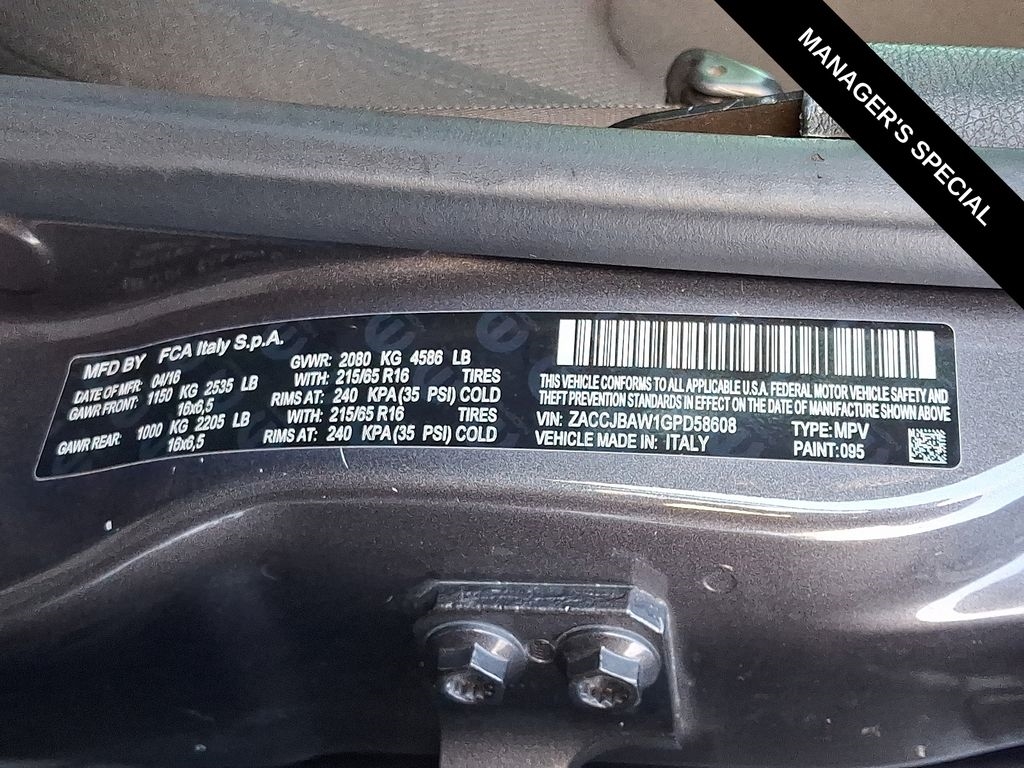 MANAGER'S SPECIAL
MFD BY FCA Italy S.p.A.
DATE OF MFR: 04/16
GAWR FRONT: 1150 KG 2535 LB
16x6,5
GAWR REAR: 1000 KG 2205 LB
16x6,5
GVWR: 2080 KG 4586 LB
WITH: 215/65 R16 TIRES
RIMS AT: 240 KPA(35 PSI) COLD
WITH: 215/65 R16 TIRES
RIMS AT: 240 KPA(35 PSI) COLD
THIS VEHICLE CONFORMS TO ALL APPLICABLE U.S.A. FEDERAL MOTOR VEHICLE SAFETY AND
THEFT PREVENTION STANDARDS IN EFFECT ON THE DATE OF MANUFACTURE SHOWN ABOVE
VIN: ZACCJBAW1GPD58608 TYPE: MPV
VEHICLE MADE IN: ITALY PAINT: 095